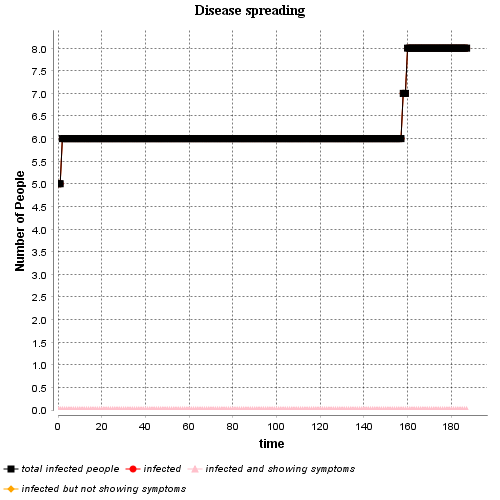 Disease spreading
Number of People
8.0
7.5
7.0
6.5
6.0
5.5
5.0
4.5
4.0
3.5
3.0
2.5
2.0
1.5
1.0
0.5
0.0
0 20 40 60 80 100 120 140 160 180
time
total infected people infected infected and showing symptoms
infected but not showing symptoms